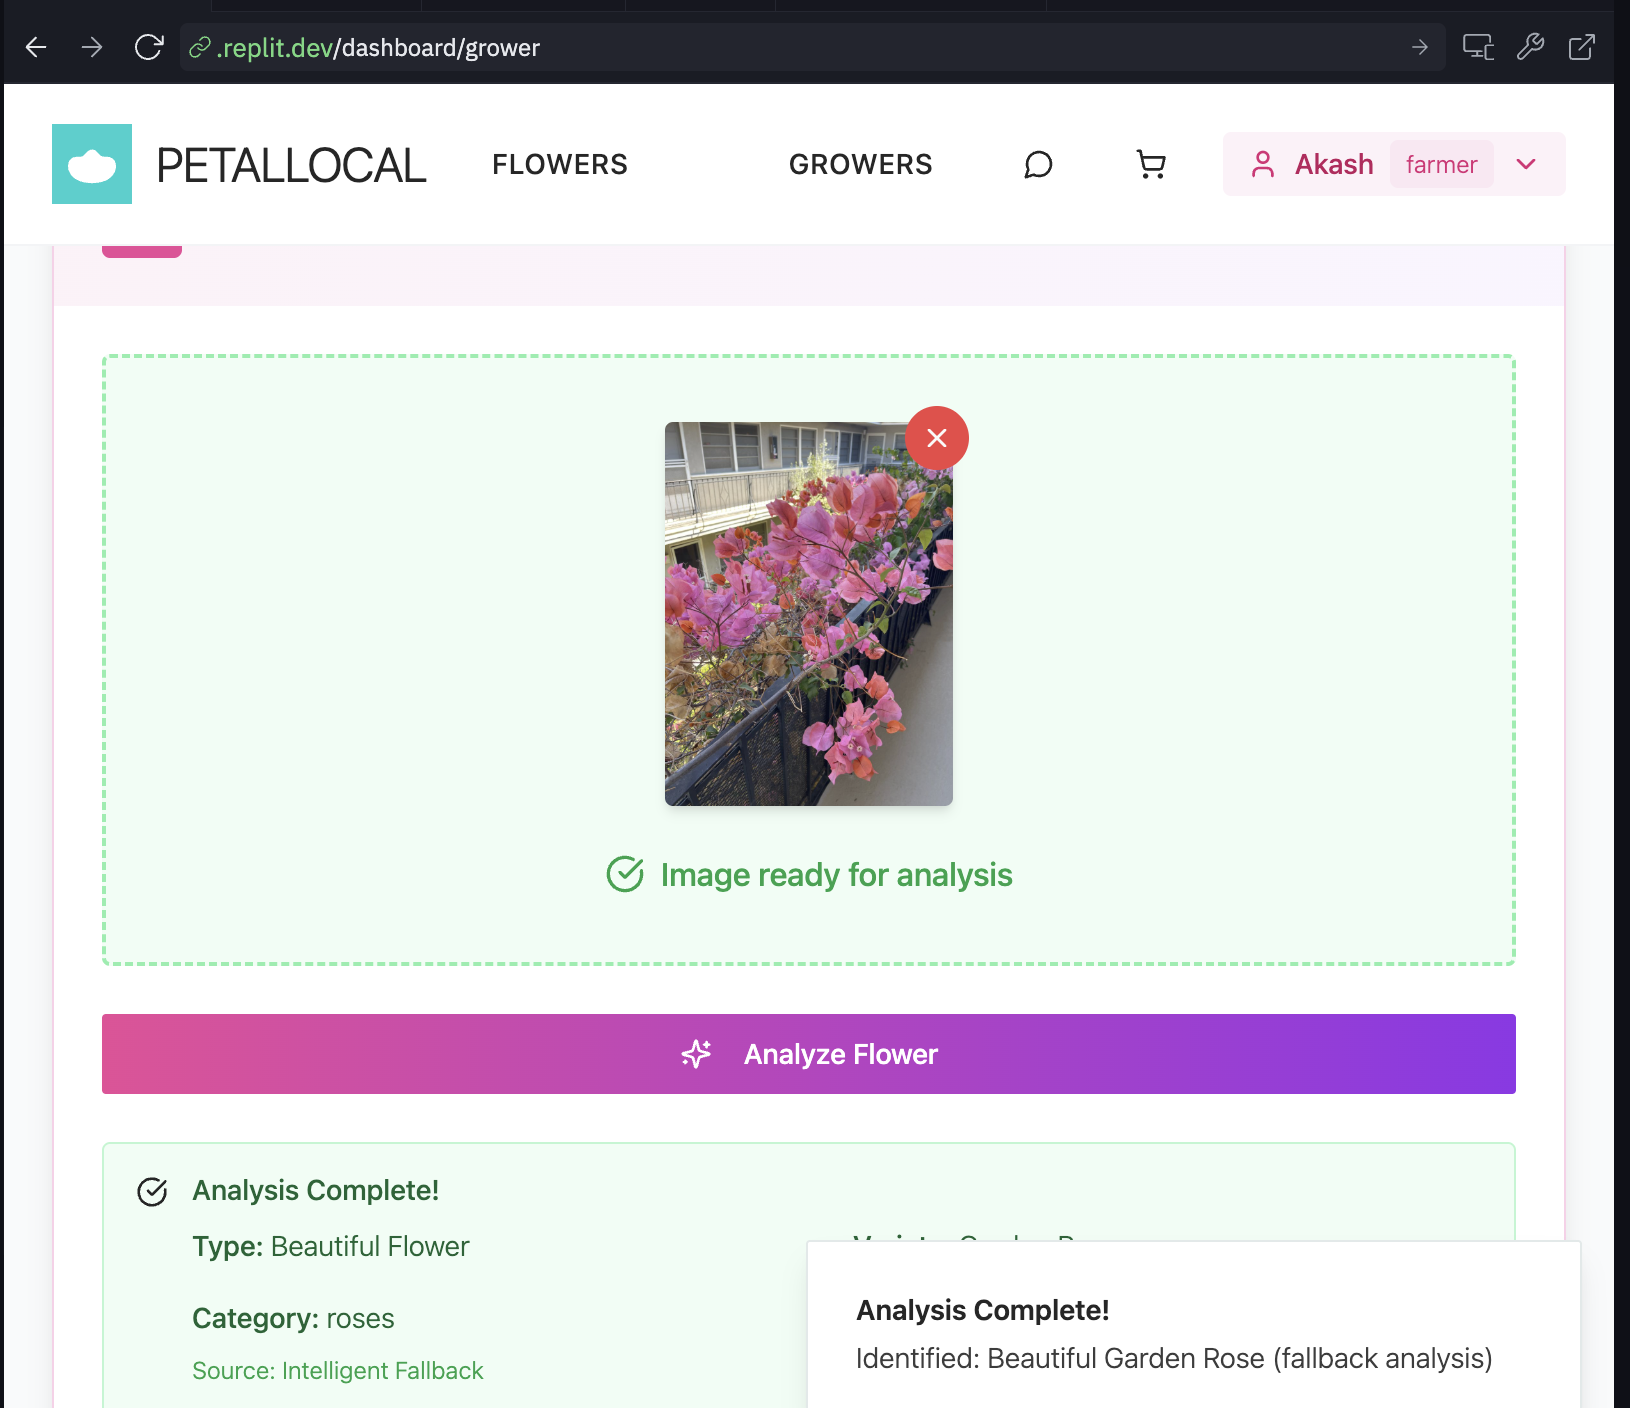 .replit.dev/dashboard/grower
PETALLOCAL
FLOWERS
GROWERS
Akash
farmer
Image ready for analysis
Analyze Flower
Analysis Complete!
Type: Beautiful Flower
Category: roses
Source: Intelligent Fallback
Analysis Complete!
Identified: Beautiful Garden Rose (fallback analysis)